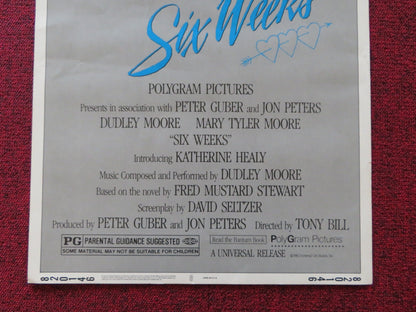 Six Weeks
POLYGRAM PICTURES
Presents in association with PETER GUBER and JON PETERS
DUDLEY MOORE MARY TYLER MOORE
"SIX WEEKS"
Introducing KATHERINE HEALY
Music Composed and Performed by DUDLEY MOORE
Based on the novel by FRED MUSTARD STEWART
Screenplay by DAVID SELTZER
Produced by PETER GUBER and JON PETERS Directed by TONY BILL
PG PARENTAL GUIDANCE SUGGESTED
SOME MATERIAL MAY NOT BE SUITABLE FOR CHILDREN
Read the Bantam Book
PolyGram Pictures
A UNIVERSAL RELEASE
820146
820146